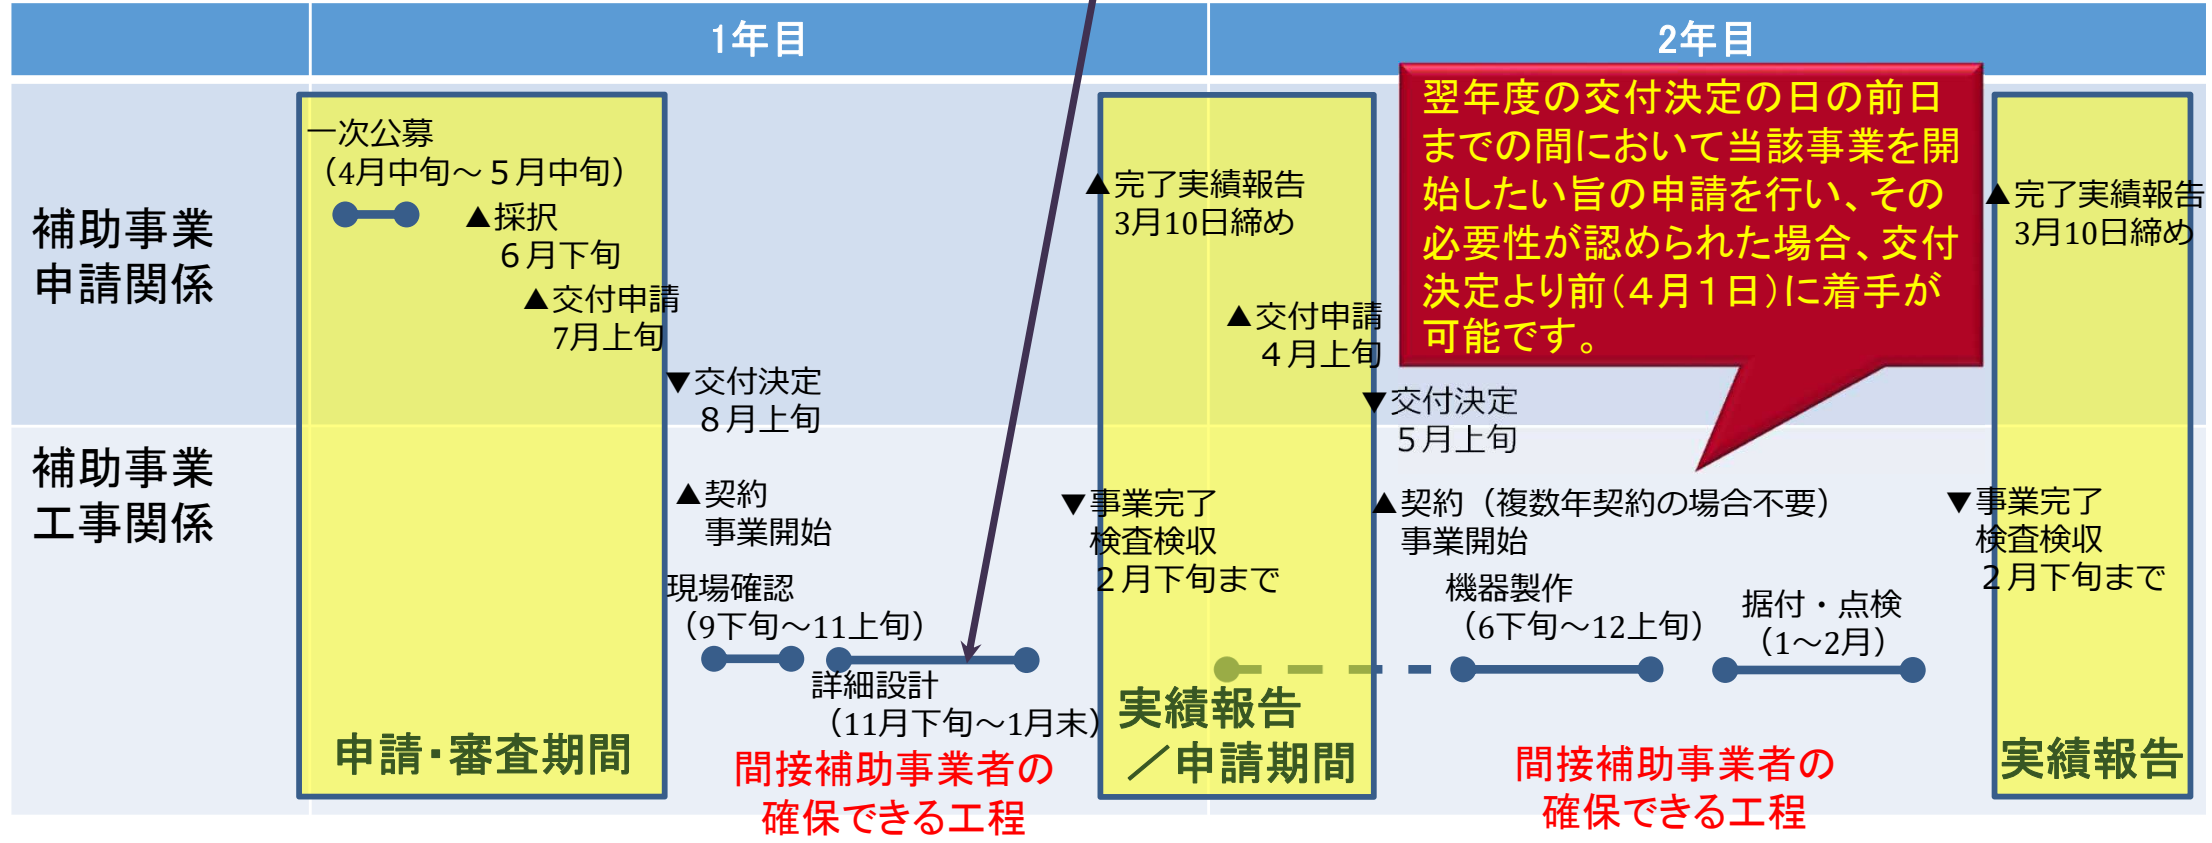 1年目
2年目
補助事業
申請関係
一次公募
（4月中旬～５月中旬）
▲採択
６月下旬
▲交付申請
7月上旬
▼交付決定
８月上旬
▲完了実績報告
3月10日締め
▲交付申請
４月上旬
▼交付決定
５月上旬
翌年度の交付決定の日の前日
までの間において当該事業を開
始したい旨の申請を行い、その
必要性が認められた場合、交付
決定より前（４月１日）に着手が
可能です。
▲完了実績報告
3月10日締め
補助事業
工事関係
▲契約
事業開始
現場確認
（9下旬～11上旬）
詳細設計
（11月下旬～1月末）
▼事業完了
検査検収
２月下旬まで
▲契約（複数年契約の場合不要）
事業開始
機器製作
（6下旬～12上旬）
据付・点検
（1～2月）
▼事業完了
検査検収
２月下旬まで
申請・審査期間
間接補助事業者の
確保できる工程
実績報告
／申請期間
間接補助事業者の
確保できる工程
実績報告